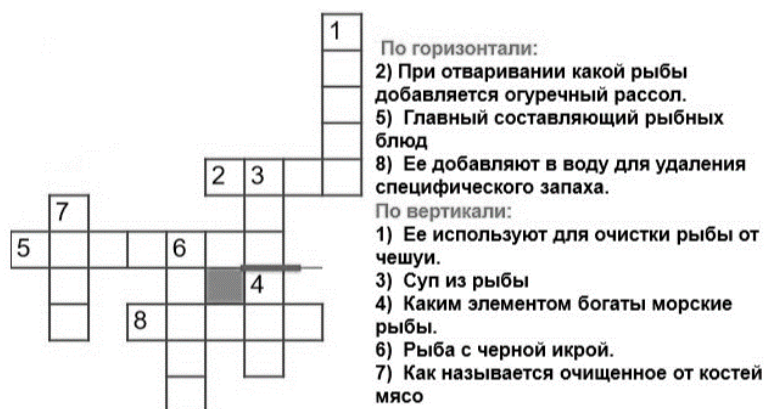 1
По горизонтали:
2) При отваривании какой рыбы
добавляется огуречный рассол.
5) Главный составляющий рыбных
блюд
8) Ее добавляют в воду для удаления
специфического запаха.
По вертикали:
1) Ее используют для очистки рыбы от
чешуи.
3) Суп из рыбы
4) Каким элементом богаты морские
рыбы.
6) Рыба с черной икрой.
7) Как называется очищенное от костей
мясо
2 3
7
5 6
4
8